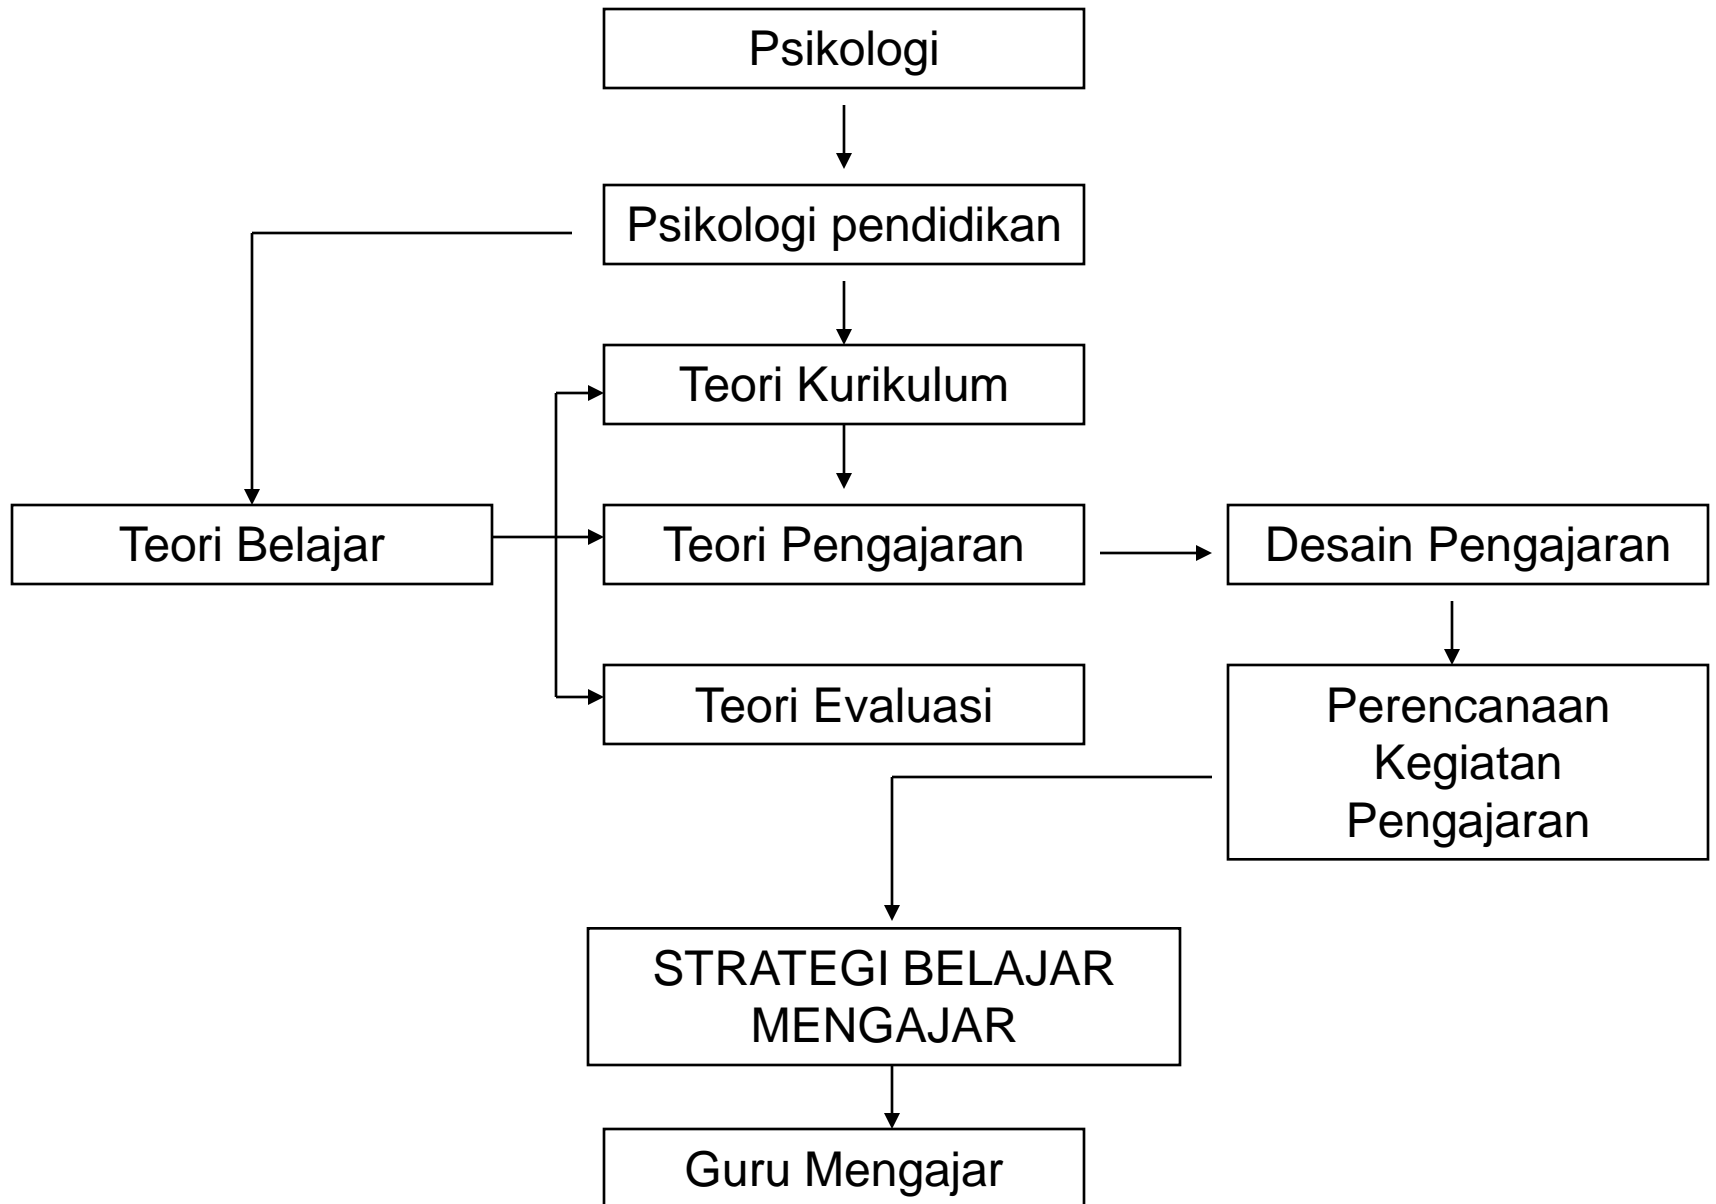 Psikologi
Psikologi pendidikan
Teori Kurikulum
Teori Belajar
Teori Pengajaran
Desain Pengajaran
Teori Evaluasi
Perencanaan
Kegiatan
Pengajaran
STRATEGI BELAJAR
MENGAJAR
Guru Mengajar